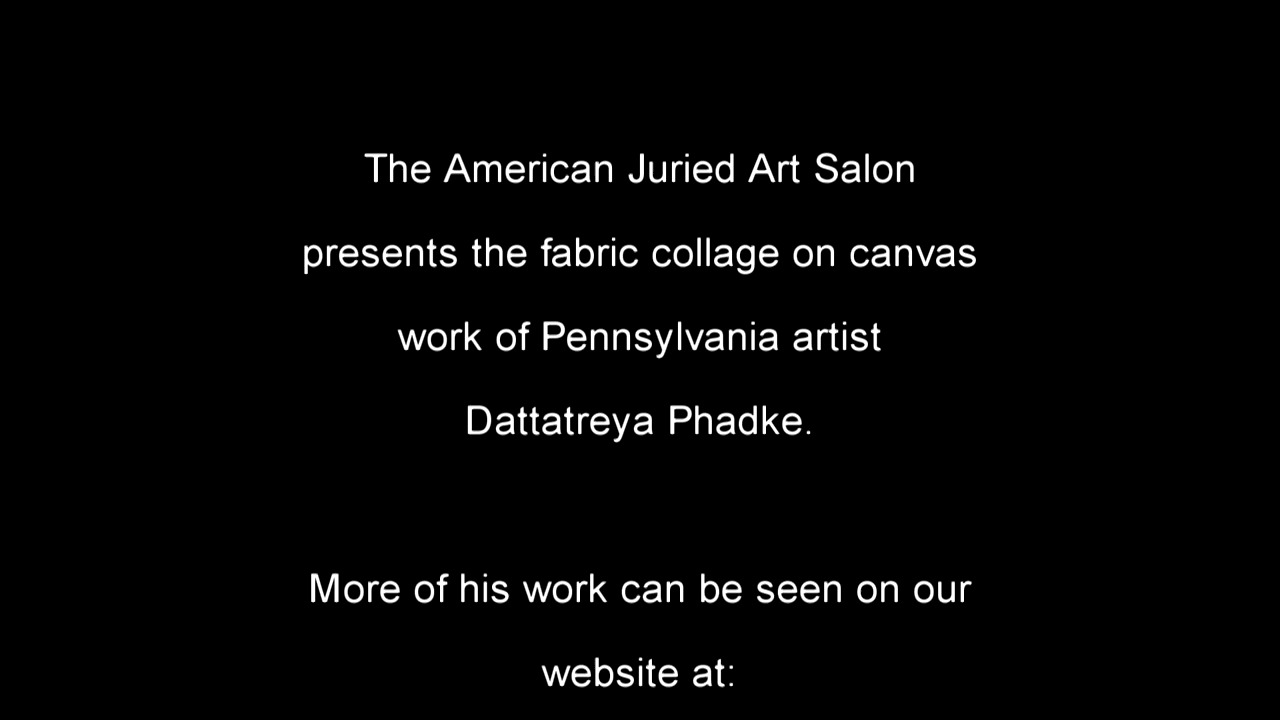 The American Juried Art Salon
presents the fabric collage on canvas
work of Pennsylvania artist
Dattatreya Phadke.
More of his work can be seen on our
website at: